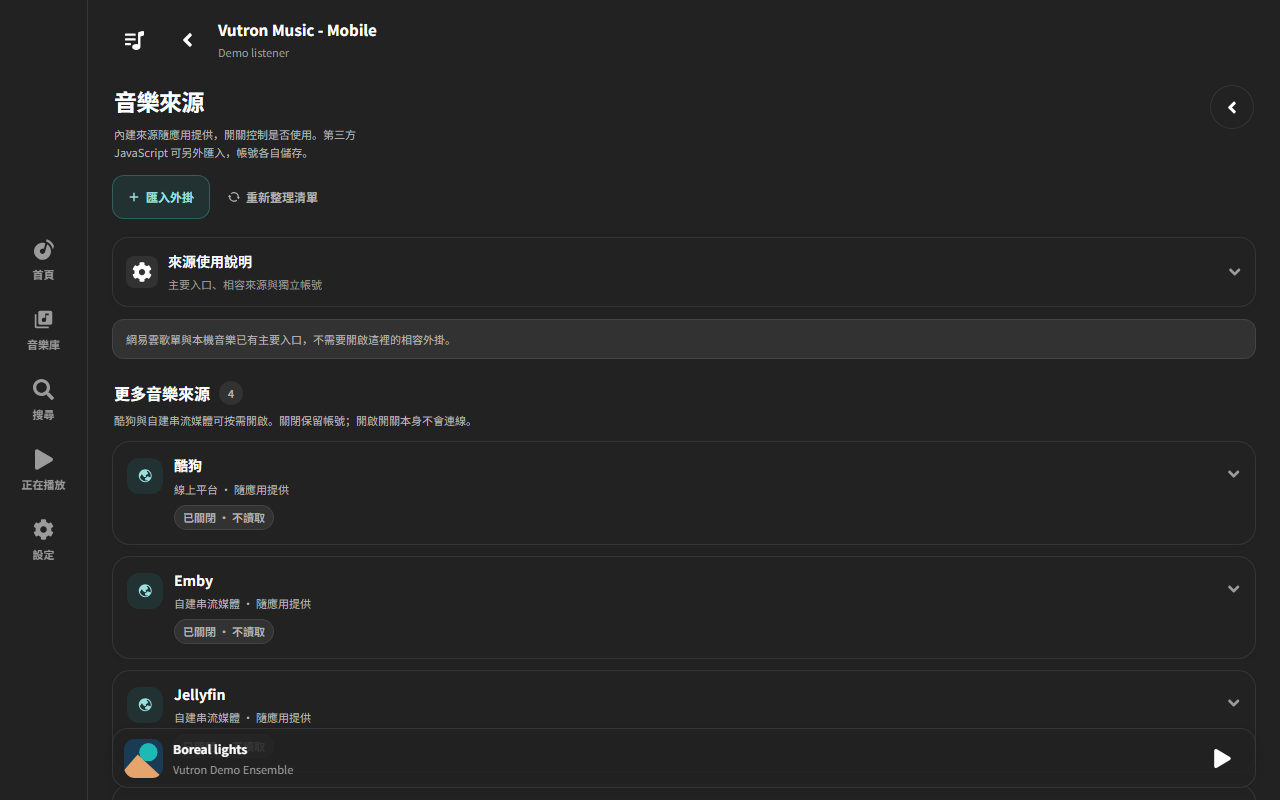 Vutron Music - Mobile
Demo listener
音樂來源
內建來源隨應用提供，開關控制是否使用。第三方
JavaScript 可另外匯入，帳號各自儲存。
匯入外掛
重新整理清單
來源使用說明
主要入口、相容來源與獨立帳號
網易雲歌單與本機音樂已有主要入口，不需要開啟這裡的相容外掛。
更多音樂來源 4
酷狗與自建串流媒體可按需開啟。關閉保留帳號；開啟開關本身不會連線。
酷狗
線上平台 · 隨應用提供
已關閉 · 不讀取
Emby
自建串流媒體 · 隨應用提供
已關閉 · 不讀取
Jellyfin
自建串流媒體 · 隨應用提供
Boreal lights
Vutron Demo Ensemble
首頁
音樂庫
搜尋
正在播放
設定